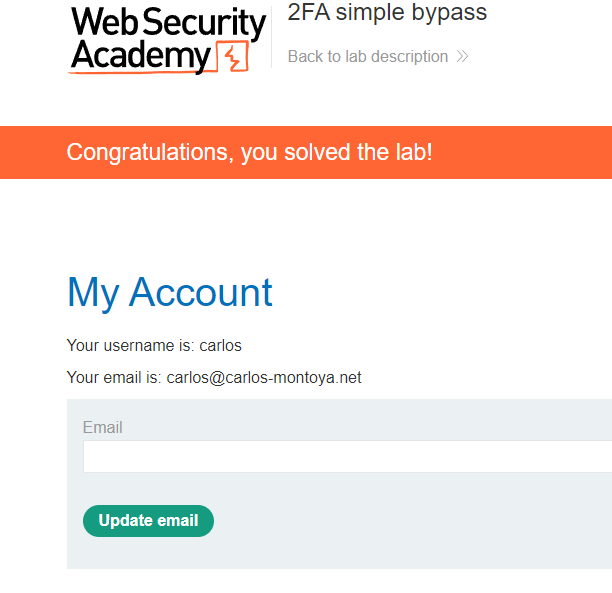 Web Security
Academy
2FA simple bypass
Back to lab description
Congratulations, you solved the lab!
My Account
Your username is: carlos
Your email is: carlos@carlos-montoya.net
Email
Update email